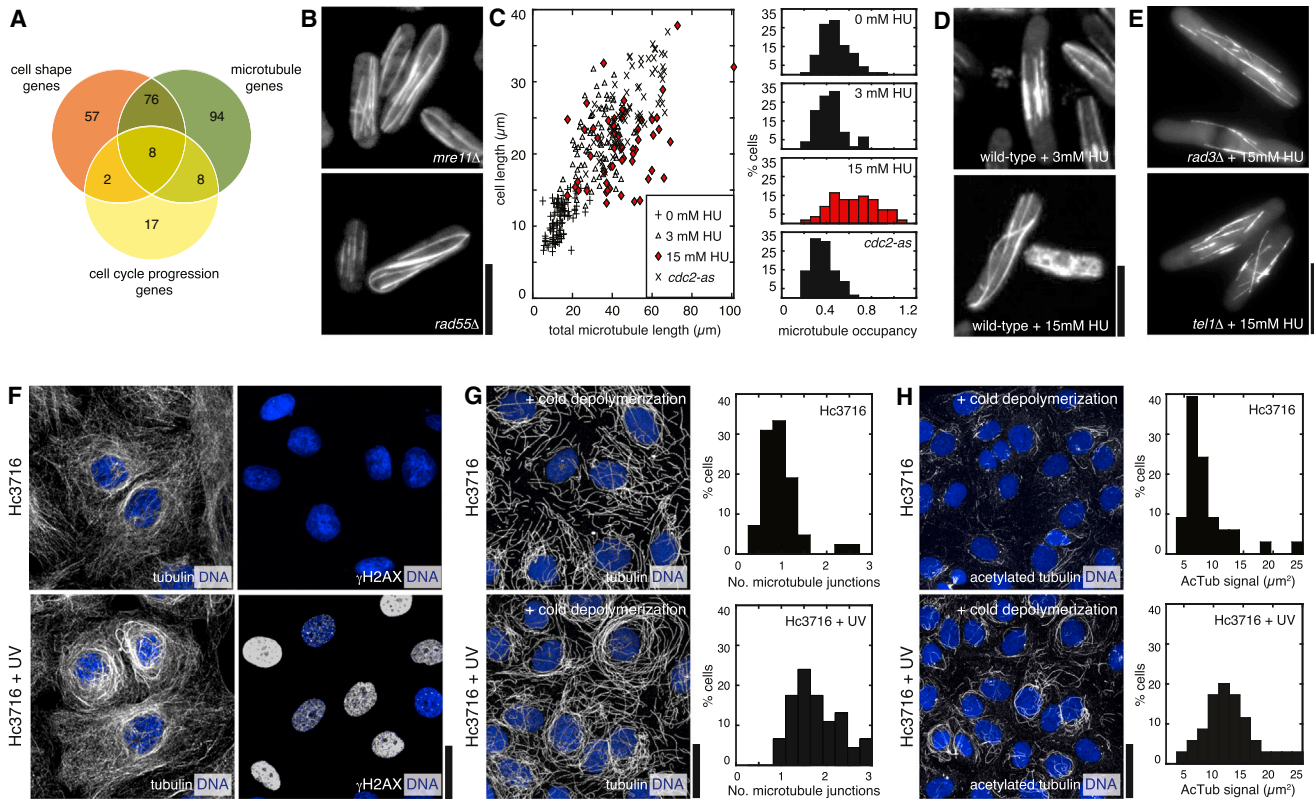 A
cell shape
genes
microtubule
genes
57
76
94
8
2
8
17
cell cycle progression
genes
B
mre11Δ
rad55Δ
C
cell length (µm)
40
30
20
10
0
0 mM HU
3 mM HU
15 mM HU
cdc2-as
20
40
60
80
100
total microtubule length (µm)
% cells
35
25
15
5
0 mM HU
35
25
15
5
3 mM HU
35
25
15
5
15 mM HU
35
25
15
5
cdc2-as
0
0.4
0.8
1.2
microtubule occupancy
D
wild-type + 3mM HU
wild-type + 15mM HU
E
rad3Δ + 15mM HU
tel1Δ + 15mM HU
F
Hc3716
tubulin DNA
γH2AX DNA
Hc3716 + UV
tubulin DNA
γH2AX DNA
G
Hc3716
+ cold depolymerization
tubulin DNA
% cells
40
30
20
10
0
Hc3716
0
1
2
3
No. microtubule junctions
Hc3716 + UV
+ cold depolymerization
tubulin DNA
% cells
40
30
20
10
0
Hc3716 + UV
0
1
2
3
No. microtubule junctions
H
Hc3716
+ cold depolymerization
acetylated tubulin DNA
% cells
40
30
20
10
0
Hc3716
5
10
15
20
25
AcTub signal (µm²)
Hc3716 + UV
+ cold depolymerization
acetylated tubulin DNA
% cells
40
30
20
10
0
Hc3716 + UV
5
10
15
20
25
AcTub signal (µm²)